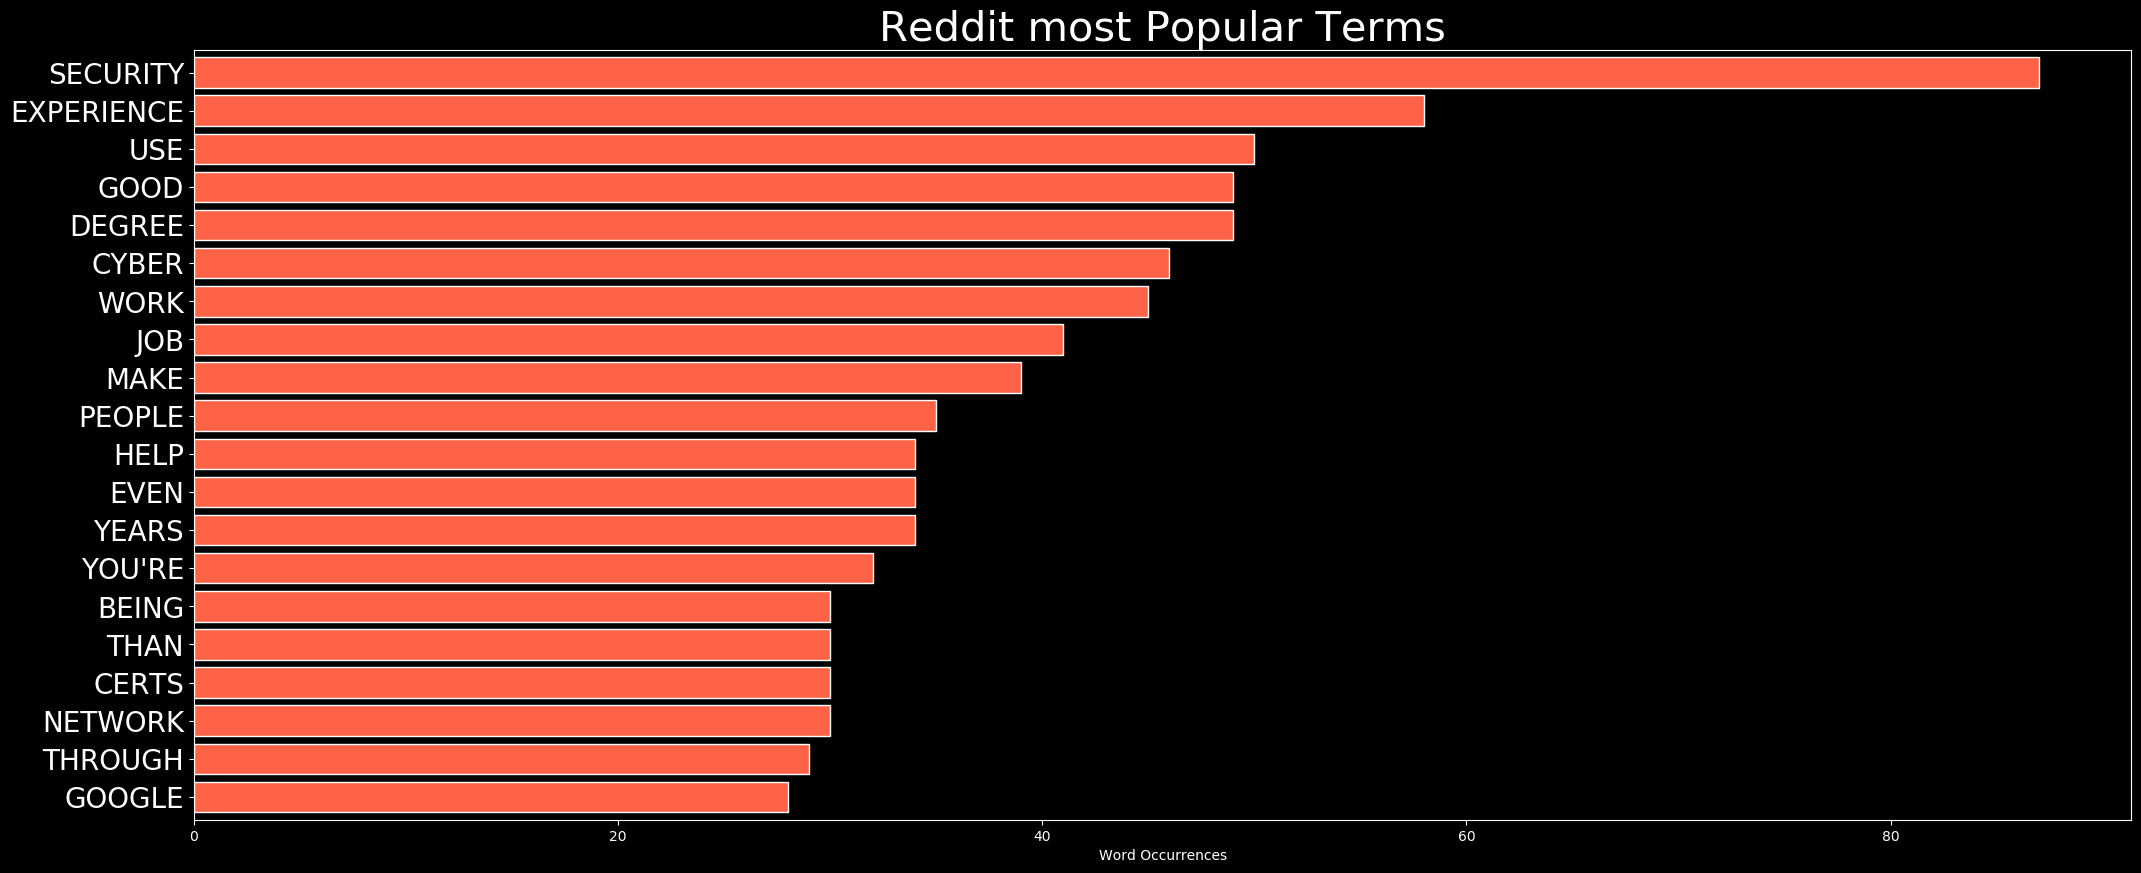 Reddit most Popular Terms
SECURITY
EXPERIENCE
USE
GOOD
DEGREE
CYBER
WORK
JOB
MAKE
PEOPLE
HELP
EVEN
YEARS
YOU'RE
BEING
THAN
CERTS
NETWORK
THROUGH
GOOGLE
0 20 40 60 80
Word Occurrences